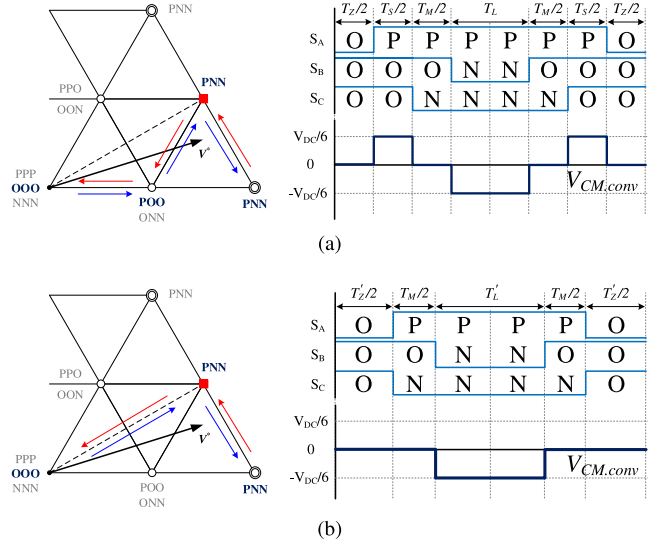 PNN
PPO
OON
PNN
V*
PPP
OOO
NNN
POO
ONN
PNN
T_Z/2 T_S/2 T_M/2 T_L T_M/2 T_S/2 T_Z/2
S_A O P P P P P P O
S_B O O O N N O O O
S_C O O N N N N O O
V_DC/6
0
-V_DC/6
V_CM.conv
(a)
PNN
PPO
OON
PNN
V*
PPP
OOO
NNN
POO
ONN
PNN
T'_Z/2 T_M/2 T'_L T_M/2 T'_Z/2
S_A O P P P P O
S_B O O N N O O
S_C O N N N N O
V_DC/6
0
-V_DC/6
V_CM.conv
(b)